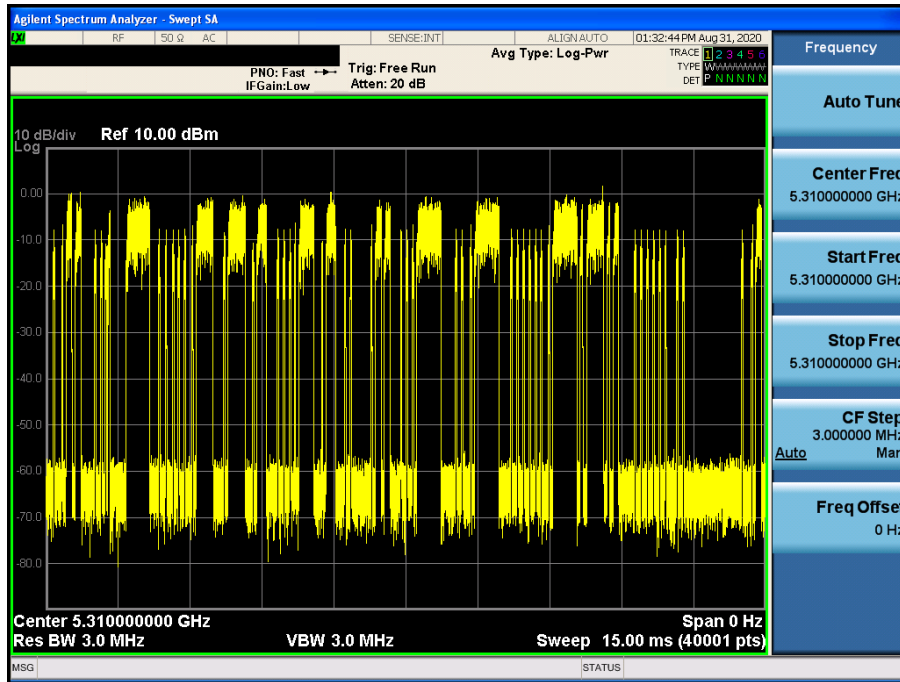 Agilent Spectrum Analyzer - Swept SA
LXI RF 50 Ω AC SENSE:INT ALIGN AUTO 01:32:44 PM Aug 31, 2020
Avg Type: Log-Pwr TRACE 1 2 3 4 5 6
PNO: Fast Trig: Free Run TYPE WWWWWW
IFGain:Low Atten: 20 dB DET P N N N N N
10 dB/div Ref 10.00 dBm
Log
0.00
-10.0
-20.0
-30.0
-40.0
-50.0
-60.0
-70.0
-80.0
Center 5.310000000 GHz Span 0 Hz
Res BW 3.0 MHz VBW 3.0 MHz Sweep 15.00 ms (40001 pts)
MSG STATUS
Frequency
Auto Tune
Center Freq
5.310000000 GHz
Start Freq
5.310000000 GHz
Stop Freq
5.310000000 GHz
CF Step
3.000000 MHz
Auto Man
Freq Offset
0 Hz